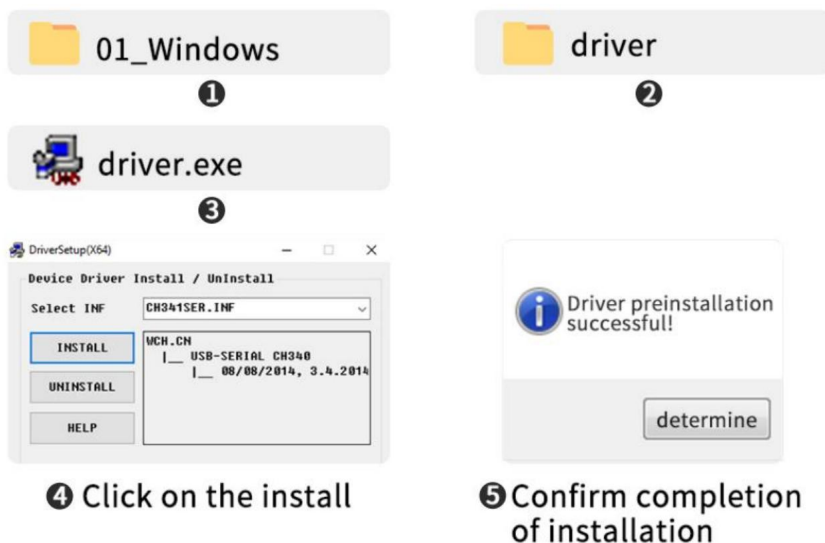 01_Windows
❶
driver
❷
driver.exe
❸
DriverSetup(X64)
Device Driver Install / UnInstall
Select INF
CH341SER.INF
INSTALL
UNINSTALL
HELP
WCH.CN
|__ USB-SERIAL CH340
|__ 08/08/2014, 3.4.2014
❹ Click on the install
Driver preinstallation
successful!
determine
❺ Confirm completion
of installation